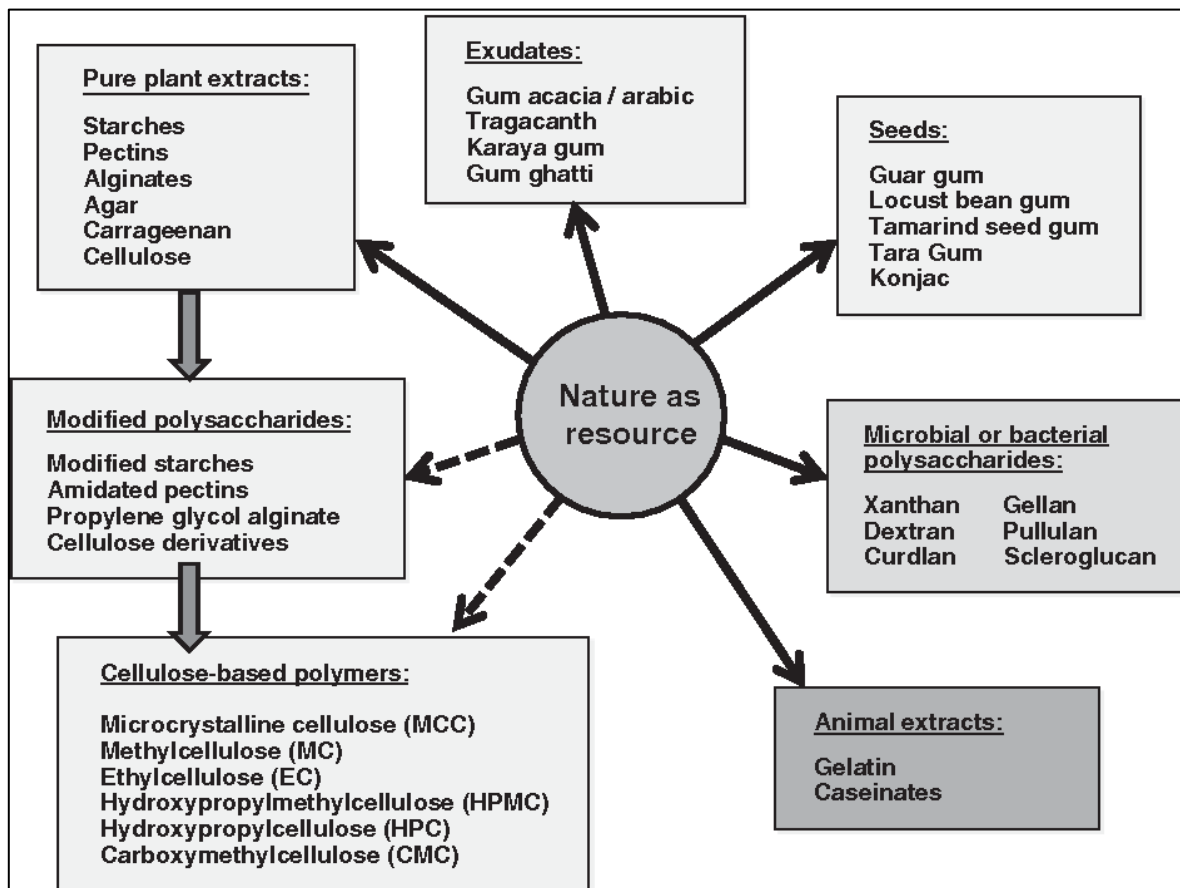 Pure plant extracts:
Starches
Pectins
Alginates
Agar
Carrageenan
Cellulose
Exudates:
Gum acacia / arabic
Tragacanth
Karaya gum
Gum ghatti
Seeds:
Guar gum
Locust bean gum
Tamarind seed gum
Tara Gum
Konjac
Nature as
resource
Modified polysaccharides:
Modified starches
Amidated pectins
Propylene glycol alginate
Cellulose derivatives
Microbial or bacterial
polysaccharides:
Xanthan Gellan
Dextran Pullulan
Curdlan Scleroglucan
Cellulose-based polymers:
Microcrystalline cellulose (MCC)
Methylcellulose (MC)
Ethylcellulose (EC)
Hydroxypropylmethylcellulose (HPMC)
Hydroxypropylcellulose (HPC)
Carboxymethylcellulose (CMC)
Animal extracts:
Gelatin
Caseinates